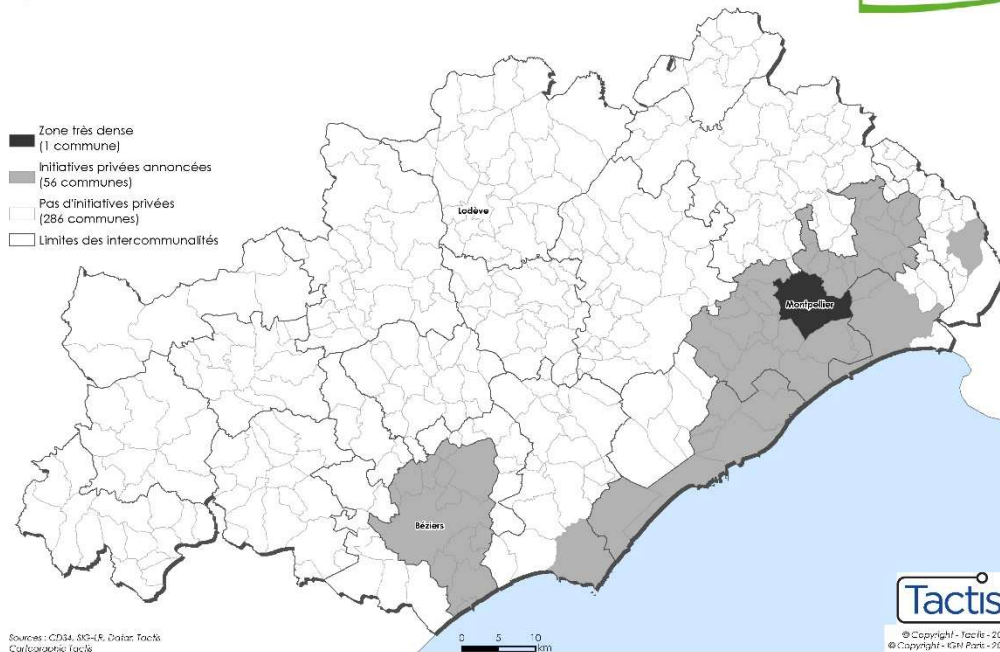 Zone très dense
(1 commune)
Initiatives privées annoncées
(56 communes)
Pas d'initiatives privées
(286 communes)
Limites des intercommunalités
Lodève
Montpellier
Béziers
Sources : CD34, SIG-LR, Datar, Tactis
Cartographie Tactis
0 5 10
km
Tactis
© Copyright - Tactis - 20
© Copyright - IGN Paris - 20